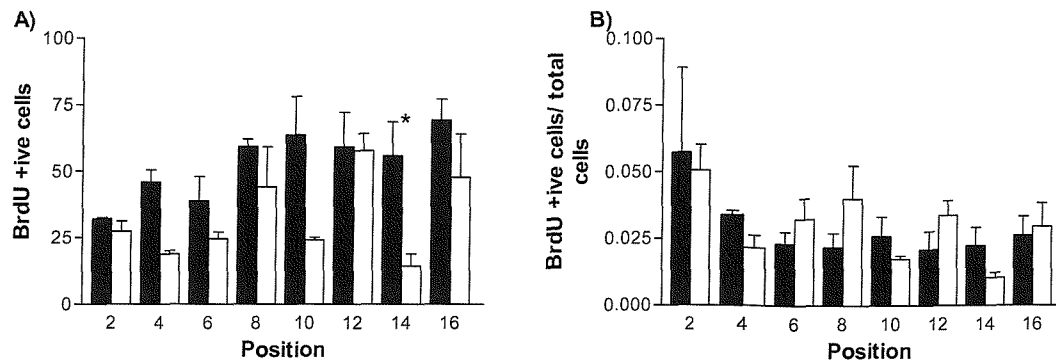 A)
100
75
50
25
0
BrdU +ive cells
*
2 4 6 8 10 12 14 16
Position
B)
0.100
0.075
0.050
0.025
0.000
BrdU +ive cells/ total
cells
2 4 6 8 10 12 14 16
Position